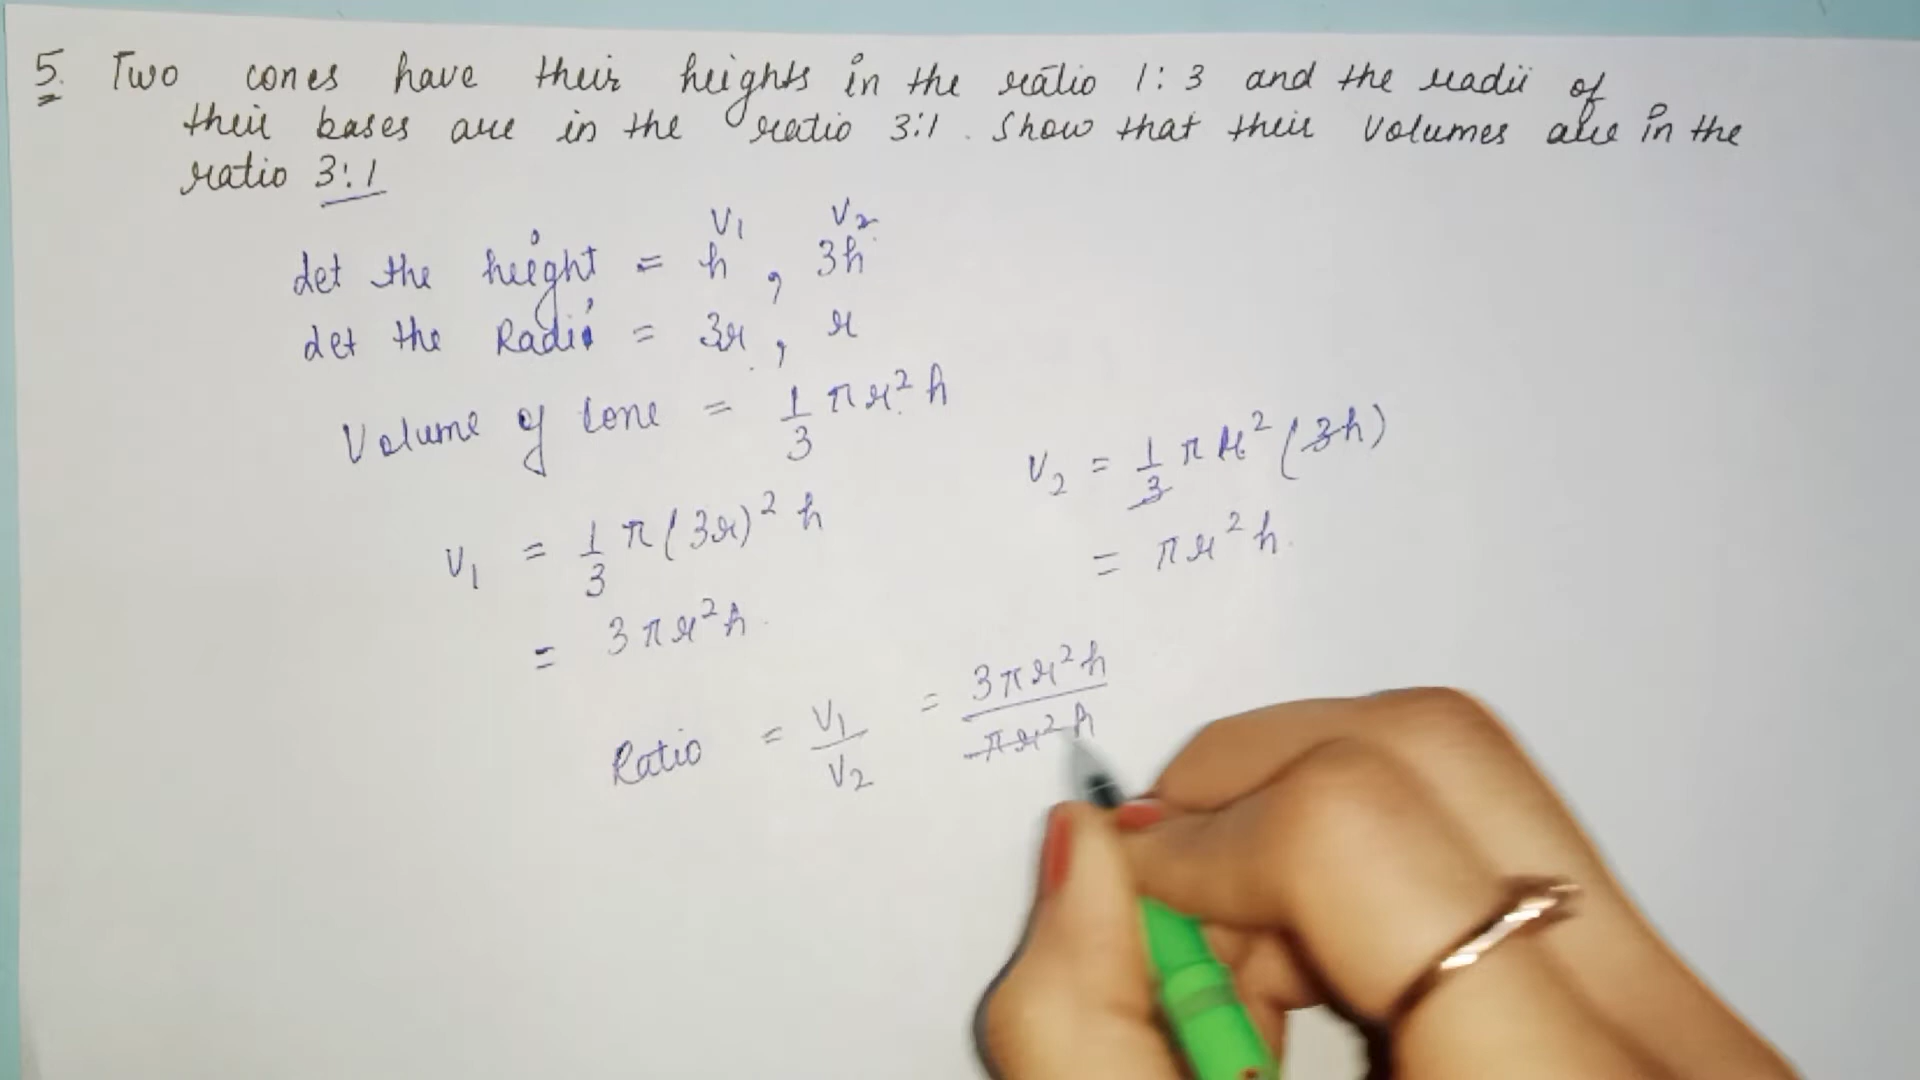 5. Two cones have their heights in the ratio 1:3 and the radii of
their bases are in the ratio 3:1. Show that their volumes are in the
ratio 3:1
V₁ V₂
Let the height = h, 3h
Let the Radii = 3r, r
Volume of cone = 1/3 πr²h
V₁ = 1/3 π(3r)²h
= 3πr²h.
V₂ = 1/3 πr²(3h)
= πr²h.
Ratio = V₁/V₂ = 3πr²h/πr²h